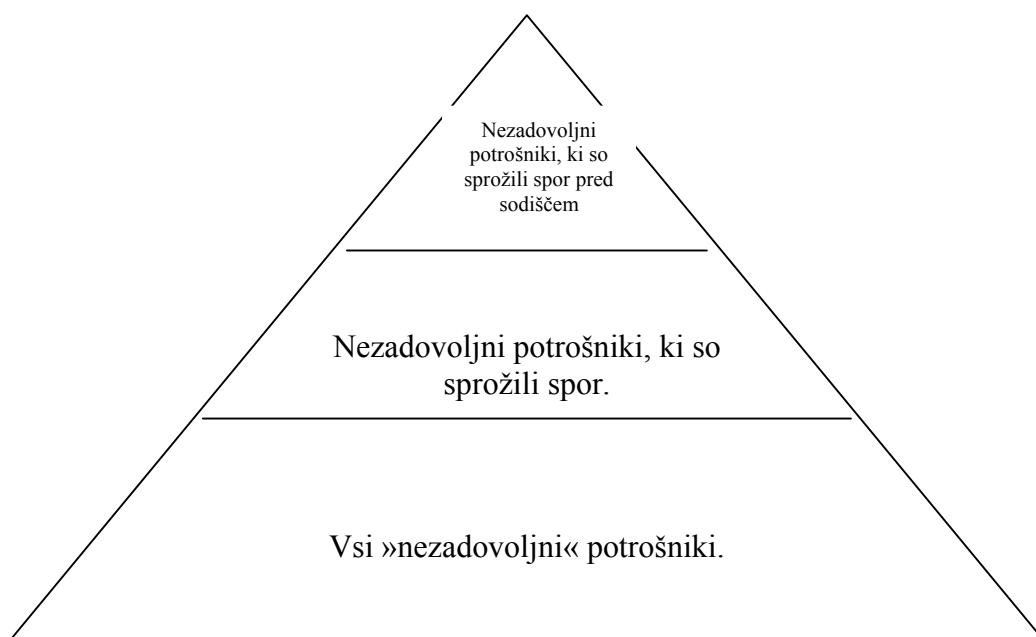 Nezadovoljni
potrošniki, ki so
sprožili spor pred
sodiščem
Nezadovoljni potrošniki, ki so
sprožili spor.
Vsi »nezadovoljni« potrošniki.